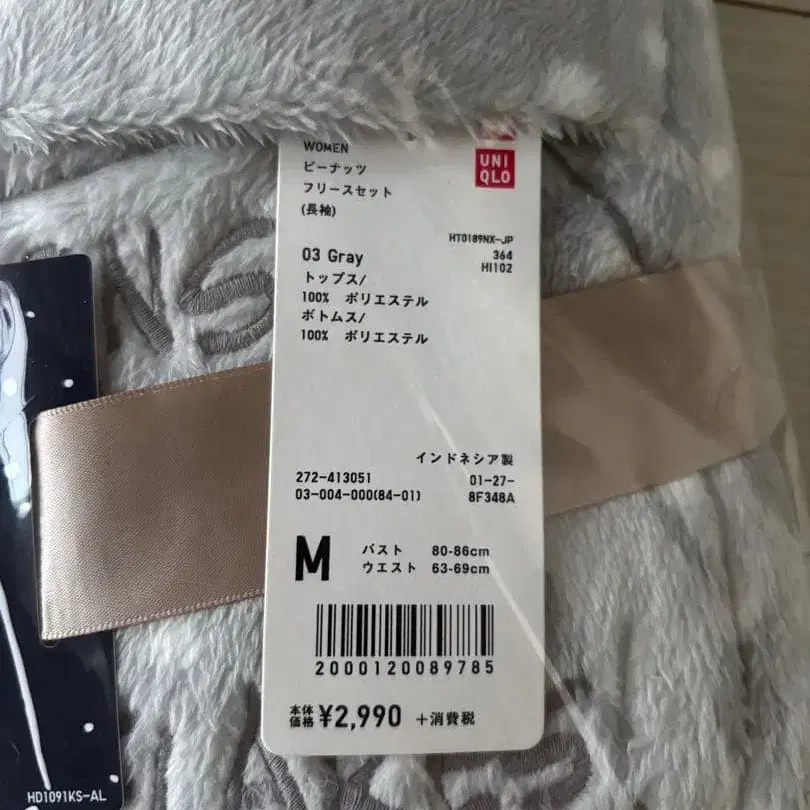 WOMEN
ピーナッツ
フリースセット
(長袖)
UNI
QLO
HT0189NX-JP
03 Gray
364
HI102
トップス/
100% ポリエステル
ボトムス/
100% ポリエステル
インドネシア製
272-413051
01-27-
03-004-000(84-01)
8F348A
M
バスト 80-86cm
ウエスト 63-69cm
2000120089785
本体
価格 ¥2,990 +消費税
HD1091KS-AL